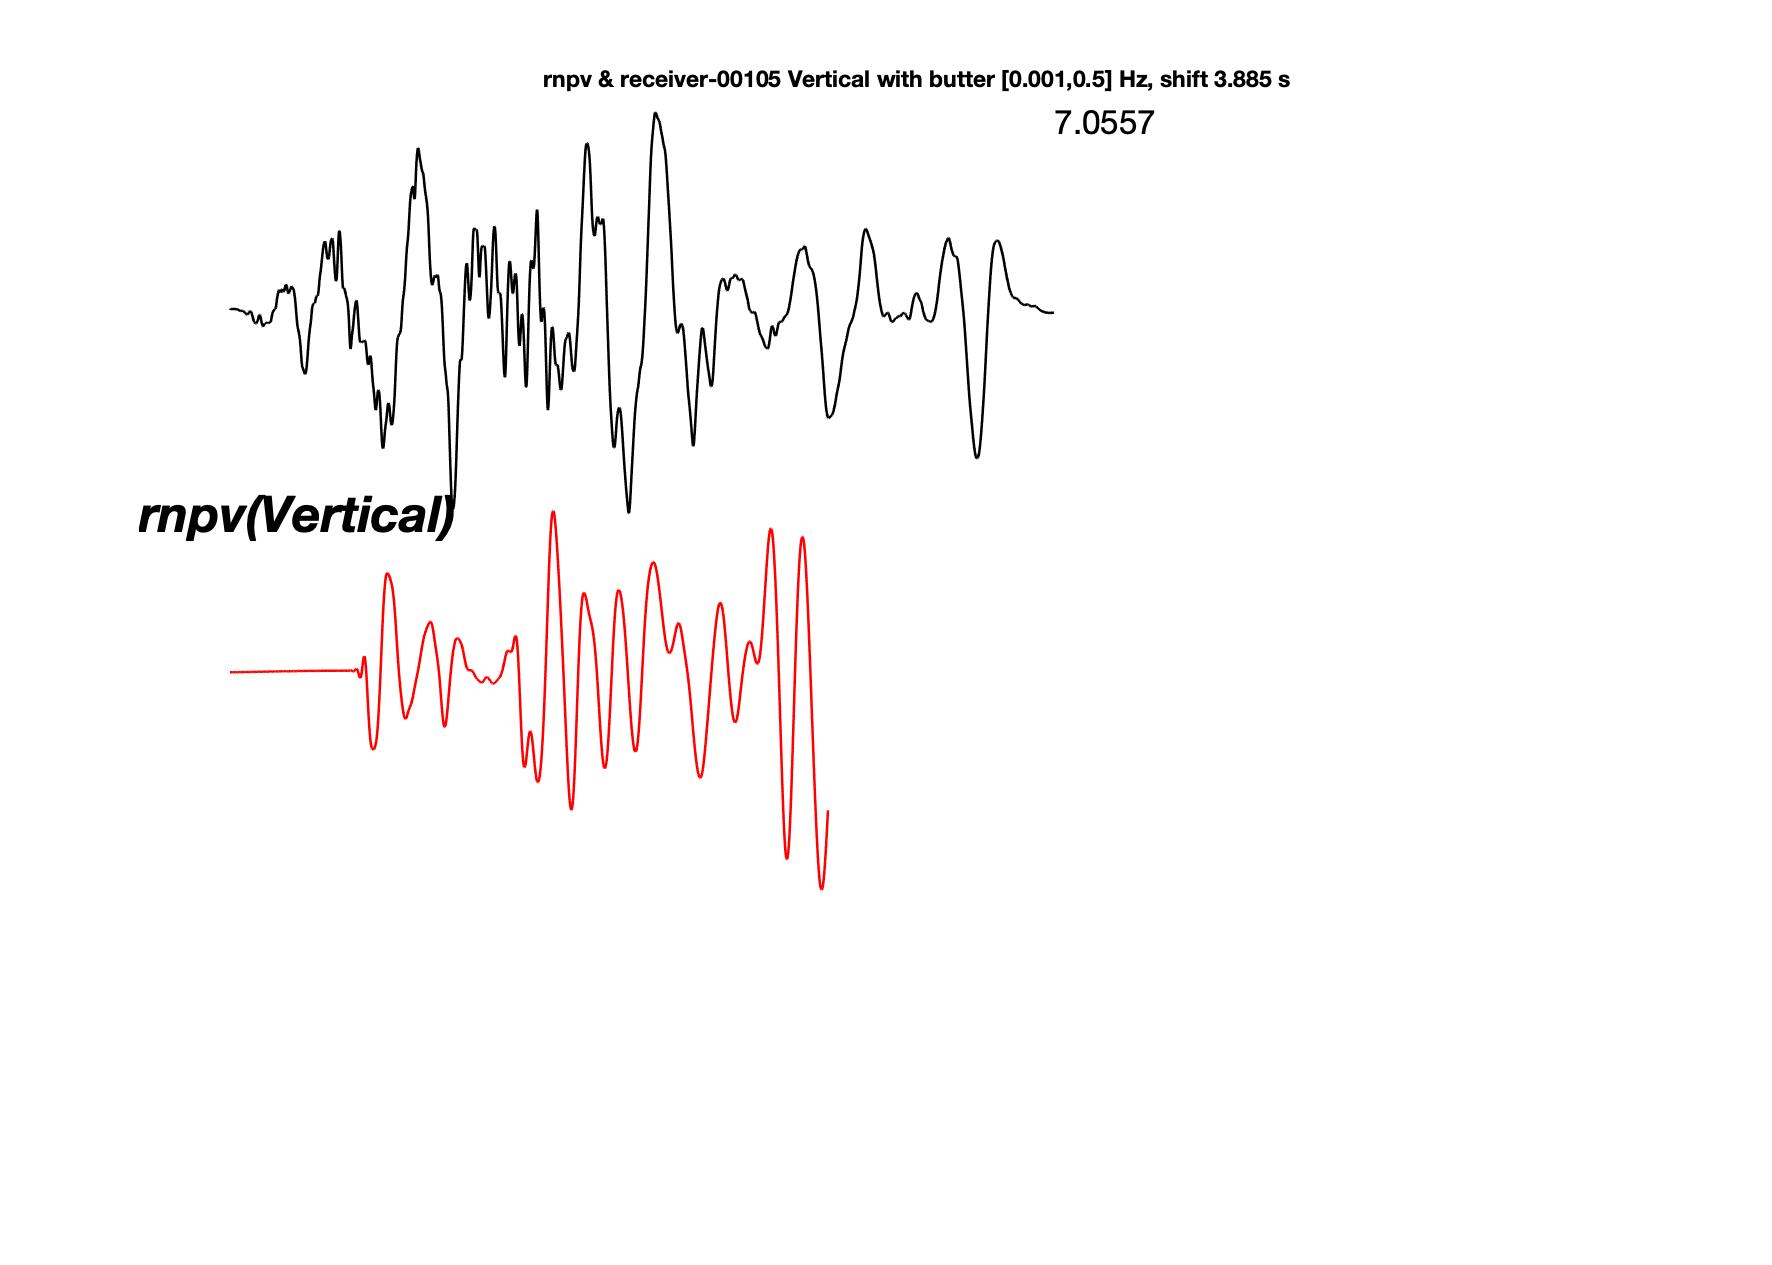 rnpv & receiver-00105 Vertical with butter [0.001,0.5] Hz, shift 3.885 s
7.0557
rnpv(Vertical)